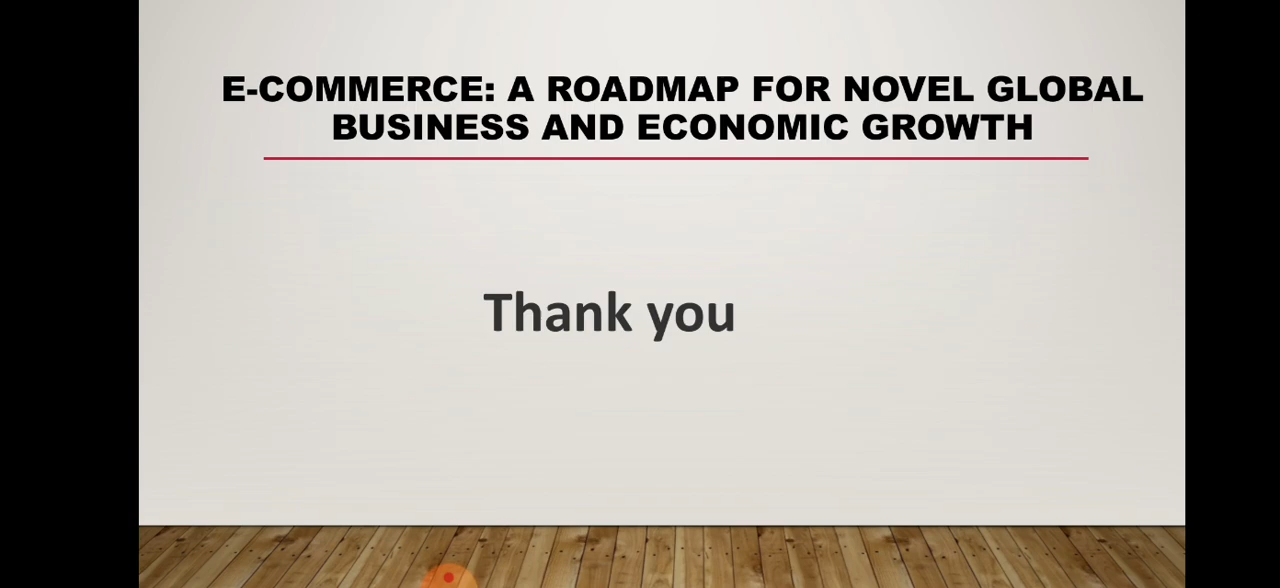 E-COMMERCE: A ROADMAP FOR NOVEL GLOBAL
BUSINESS AND ECONOMIC GROWTH
Thank you